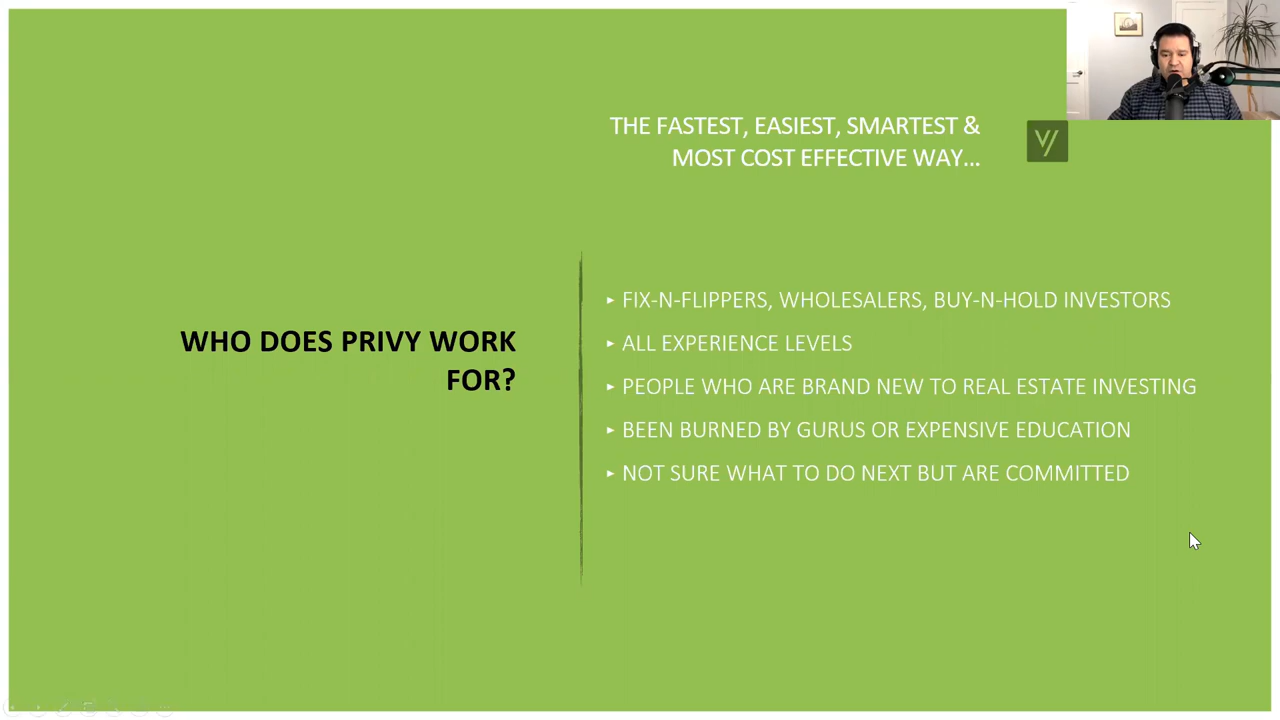 THE FASTEST, EASIEST, SMARTEST &
MOST COST EFFECTIVE WAY...
WHO DOES PRIVY WORK
FOR?
FIX-N-FLIPPERS, WHOLESALERS, BUY-N-HOLD INVESTORS
ALL EXPERIENCE LEVELS
PEOPLE WHO ARE BRAND NEW TO REAL ESTATE INVESTING
BEEN BURNED BY GURUS OR EXPENSIVE EDUCATION
NOT SURE WHAT TO DO NEXT BUT ARE COMMITTED